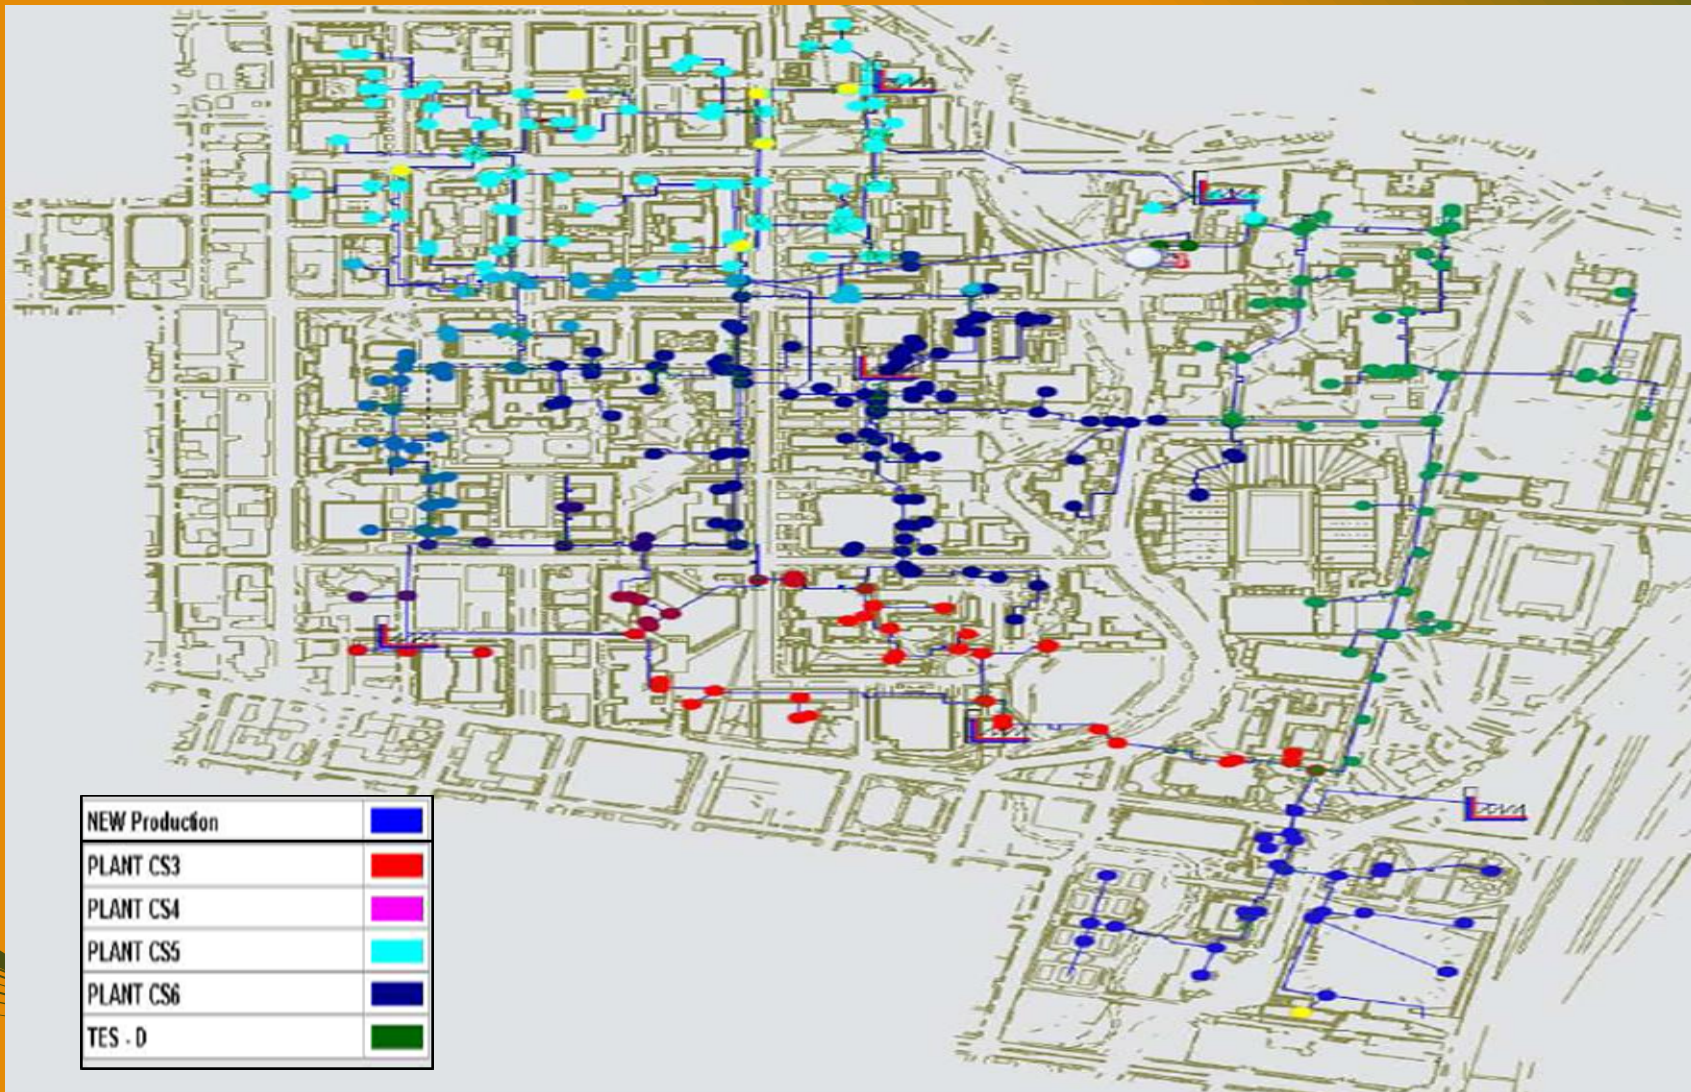 NEW Production
PLANT CS3
PLANT CS4
PLANT CS5
PLANT CS6
TES - D